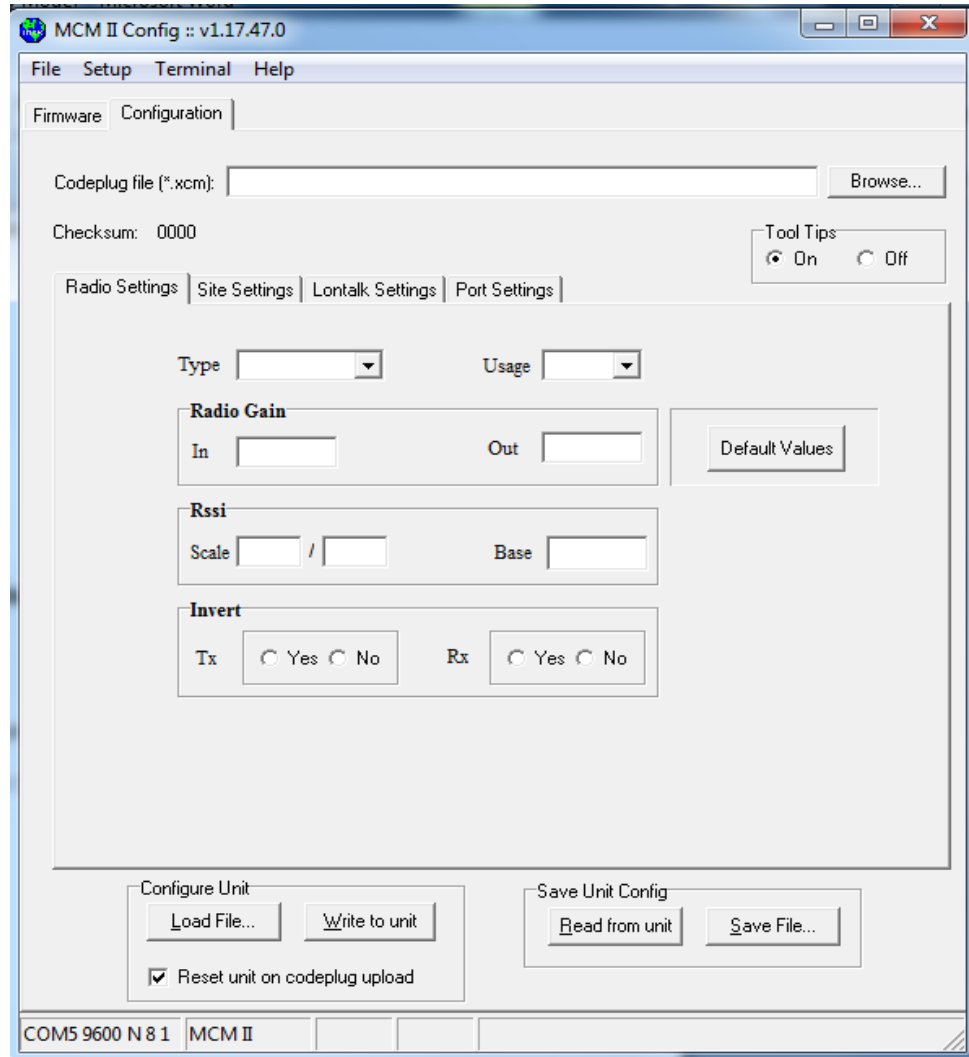 MCM II Config :: v1.17.47.0
File Setup Terminal Help
Firmware Configuration
Codeplug file (*.xcm): Browse...
Checksum: 0000
Tool Tips
On Off
Radio Settings Site Settings Lontalk Settings Port Settings
Type Usage
Radio Gain
In Out Default Values
Rssi
Scale / Base
Invert
Tx Yes No Rx Yes No
Configure Unit Save Unit Config
Load File... Write to unit Read from unit Save File...
Reset unit on codeplug upload
COM5 9600 N 8 1 MCM II